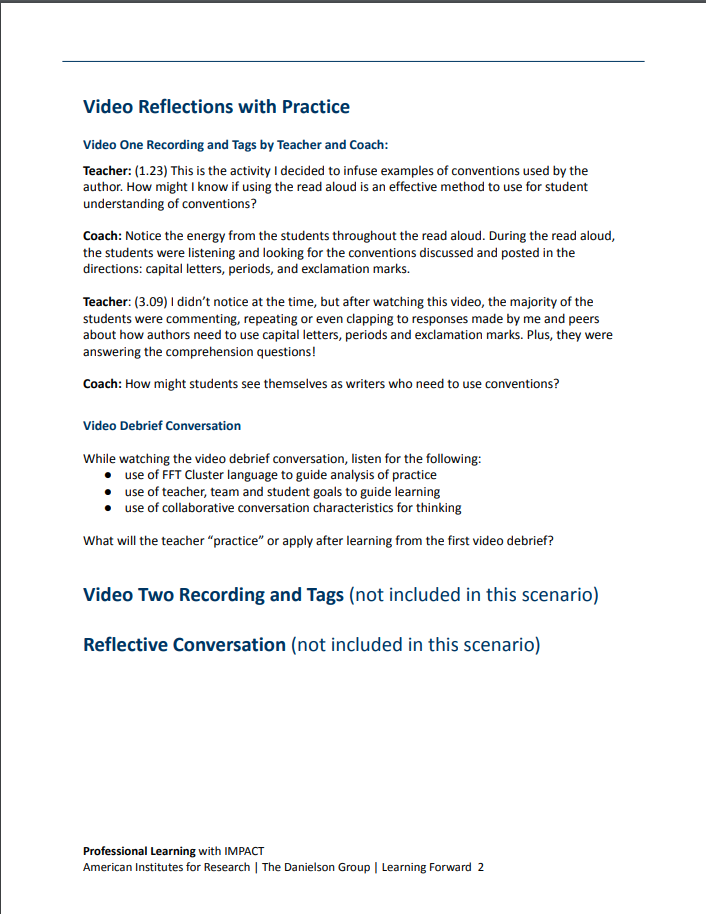 Video Reflections with Practice
Video One Recording and Tags by Teacher and Coach:
Teacher: (1.23) This is the activity I decided to infuse examples of conventions used by the
author. How might I know if using the read aloud is an effective method to use for student
understanding of conventions?
Coach: Notice the energy from the students throughout the read aloud. During the read aloud,
the students were listening and looking for the conventions discussed and posted in the
directions: capital letters, periods, and exclamation marks.
Teacher: (3.09) I didn’t notice at the time, but after watching this video, the majority of the
students were commenting, repeating or even clapping to responses made by me and peers
about how authors need to use capital letters, periods and exclamation marks. Plus, they were
answering the comprehension questions!
Coach: How might students see themselves as writers who need to use conventions?
Video Debrief Conversation
While watching the video debrief conversation, listen for the following:
● use of FFT Cluster language to guide analysis of practice
● use of teacher, team and student goals to guide learning
● use of collaborative conversation characteristics for thinking
What will the teacher “practice” or apply after learning from the first video debrief?
Video Two Recording and Tags (not included in this scenario)
Reflective Conversation (not included in this scenario)
Professional Learning with IMPACT
American Institutes for Research | The Danielson Group | Learning Forward 2